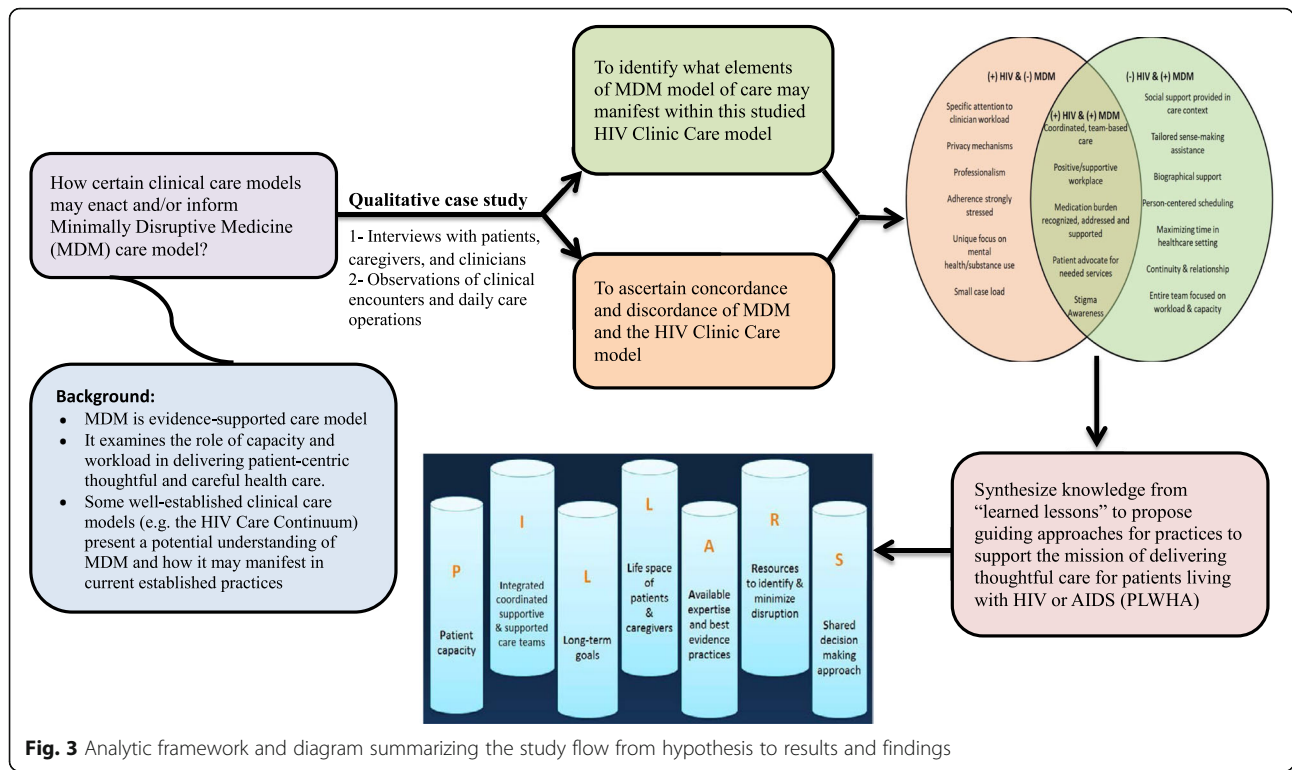 How certain clinical care models
may enact and/or inform
Minimally Disruptive Medicine
(MDM) care model?
Background:
• MDM is evidence-supported care model
• It examines the role of capacity and
workload in delivering patient-centric
thoughtful and careful health care.
• Some well-established clinical care
models (e.g. the HIV Care Continuum)
present a potential understanding of
MDM and how it may manifest in
current established practices
Qualitative case study
1- Interviews with patients,
caregivers, and clinicians
2- Observations of clinical
encounters and daily care
operations
To identify what elements
of MDM model of care may
manifest within this studied
HIV Clinic Care model
To ascertain concordance
and discordance of MDM
and the HIV Clinic Care
model
(+) HIV & (-) MDM
Specific attention to
clinician workload
Privacy mechanisms
Professionalism
Adherence strongly
stressed
Unique focus on
mental
health/substance use
Small case load
(+) HIV & (+) MDM
Coordinated, team-based
care
Positive/supportive
workplace
Medication burden
recognized, addressed and
supported
Patient advocate for
needed services
Stigma
Awareness
(-) HIV & (+) MDM
Social support provided in
care context
Tailored sense-making
assistance
Biographical support
Person-centered scheduling
Maximizing time in
healthcare setting
Continuity & relationship
Entire team focused on
workload & capacity
Synthesize knowledge from
“learned lessons” to propose
guiding approaches for practices to
support the mission of delivering
thoughtful care for patients living
with HIV or AIDS (PLWHA)
P
Patient
capacity
I
Integrated
coordinated
supportive
& supported
care teams
L
Long-term
goals
L
Life space
of
patients
&
caregivers
A
Available
expertise
and best
evidence
practices
R
Resources
to identify &
minimize
disruption
S
Shared
decision
making
approach
Fig. 3 Analytic framework and diagram summarizing the study flow from hypothesis to results and findings